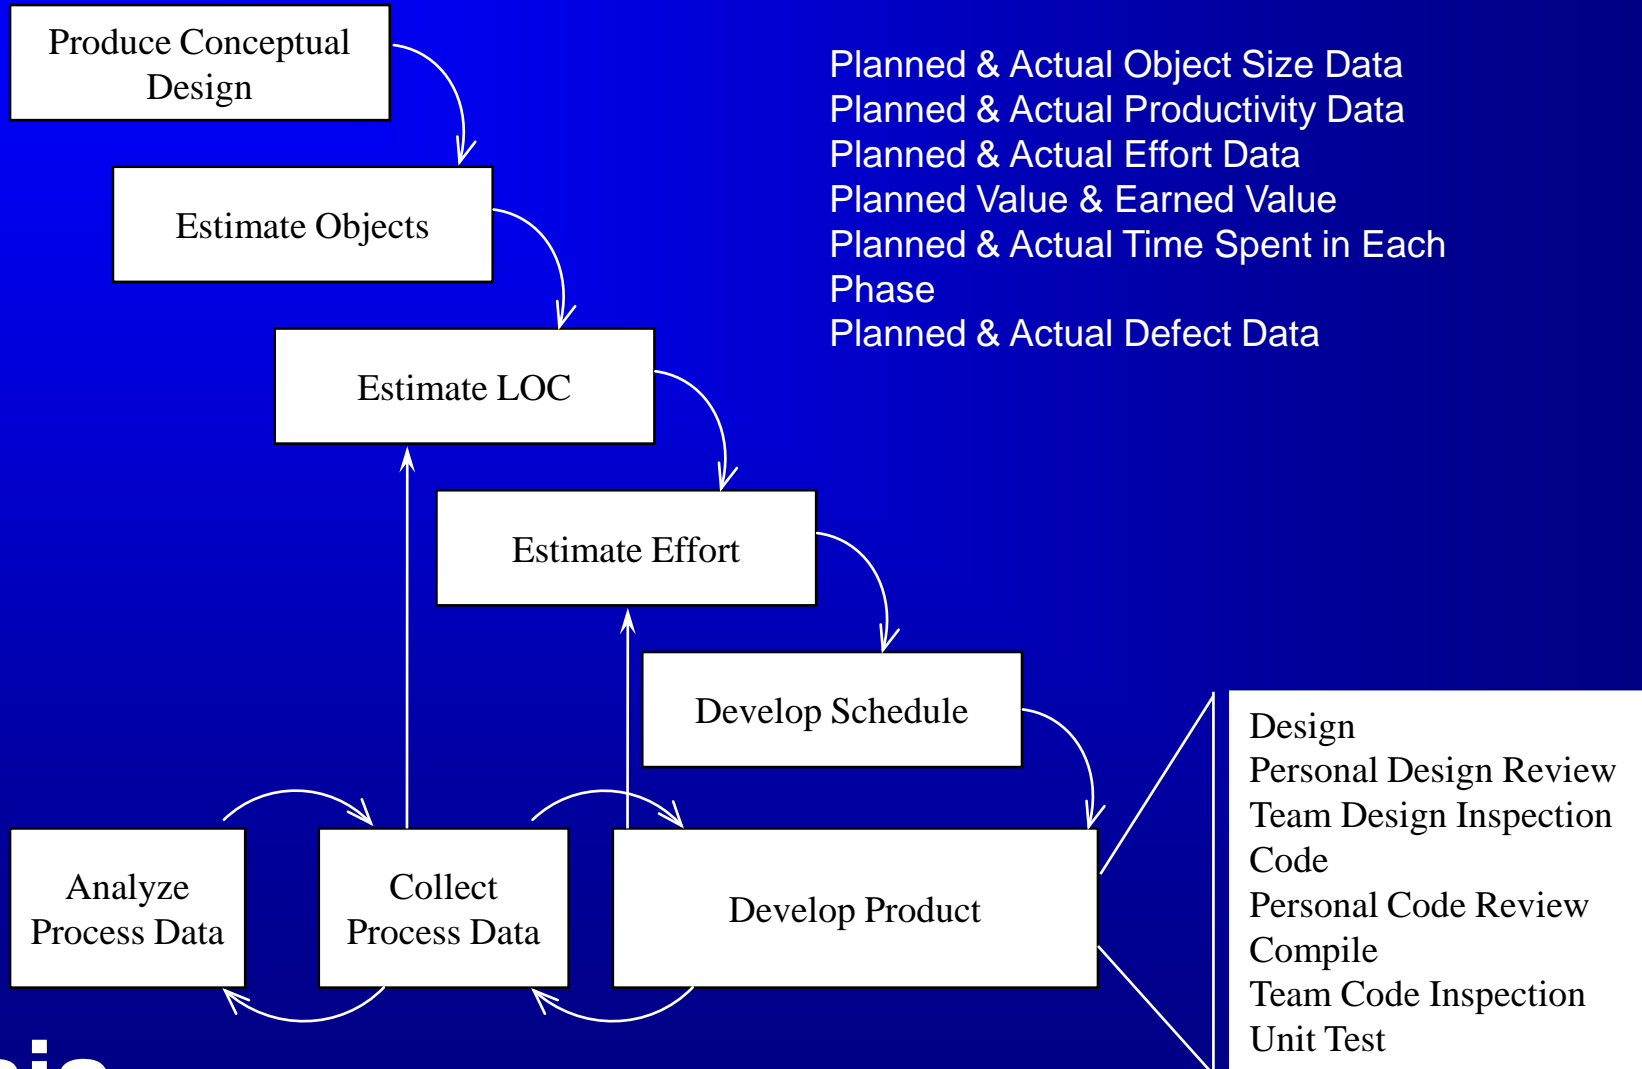 Produce Conceptual
Design
Planned & Actual Object Size Data
Planned & Actual Productivity Data
Planned & Actual Effort Data
Planned Value & Earned Value
Planned & Actual Time Spent in Each
Phase
Planned & Actual Defect Data
Estimate Objects
Estimate LOC
Estimate Effort
Develop Schedule
Analyze
Process Data
Collect
Process Data
Develop Product
Design
Personal Design Review
Team Design Inspection
Code
Personal Code Review
Compile
Team Code Inspection
Unit Test